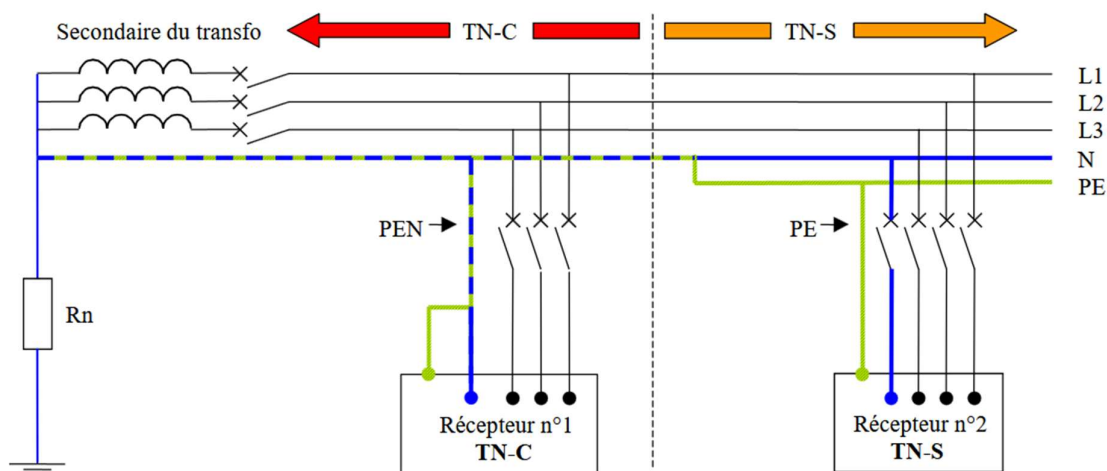 Secondaire du transfo
TN-C
TN-S
L1
L2
L3
N
PE
PEN
PE
Rn
Récepteur n°1
TN-C
Récepteur n°2
TN-S